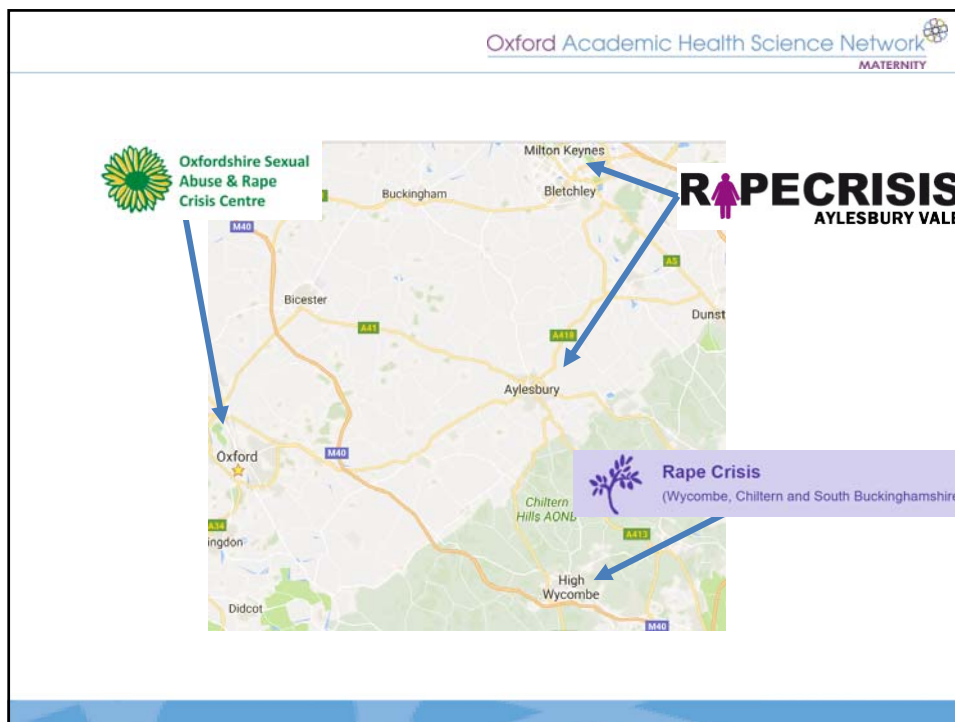 Oxford Academic Health Science Network
MATERNITY
Oxfordshire Sexual
Abuse & Rape
Crisis Centre
RAPECRISIS
AYLESBURY VALE
Milton Keynes
Buckingham
Bletchley
M40
A5
Bicester
Dunst
A41
A418
Aylesbury
Oxford
M40
Rape Crisis
(Wycombe, Chiltern and South Buckinghamshire
Chiltern
Hills AONB
A34
A413
ingdon
High
Wycombe
Didcot
M40